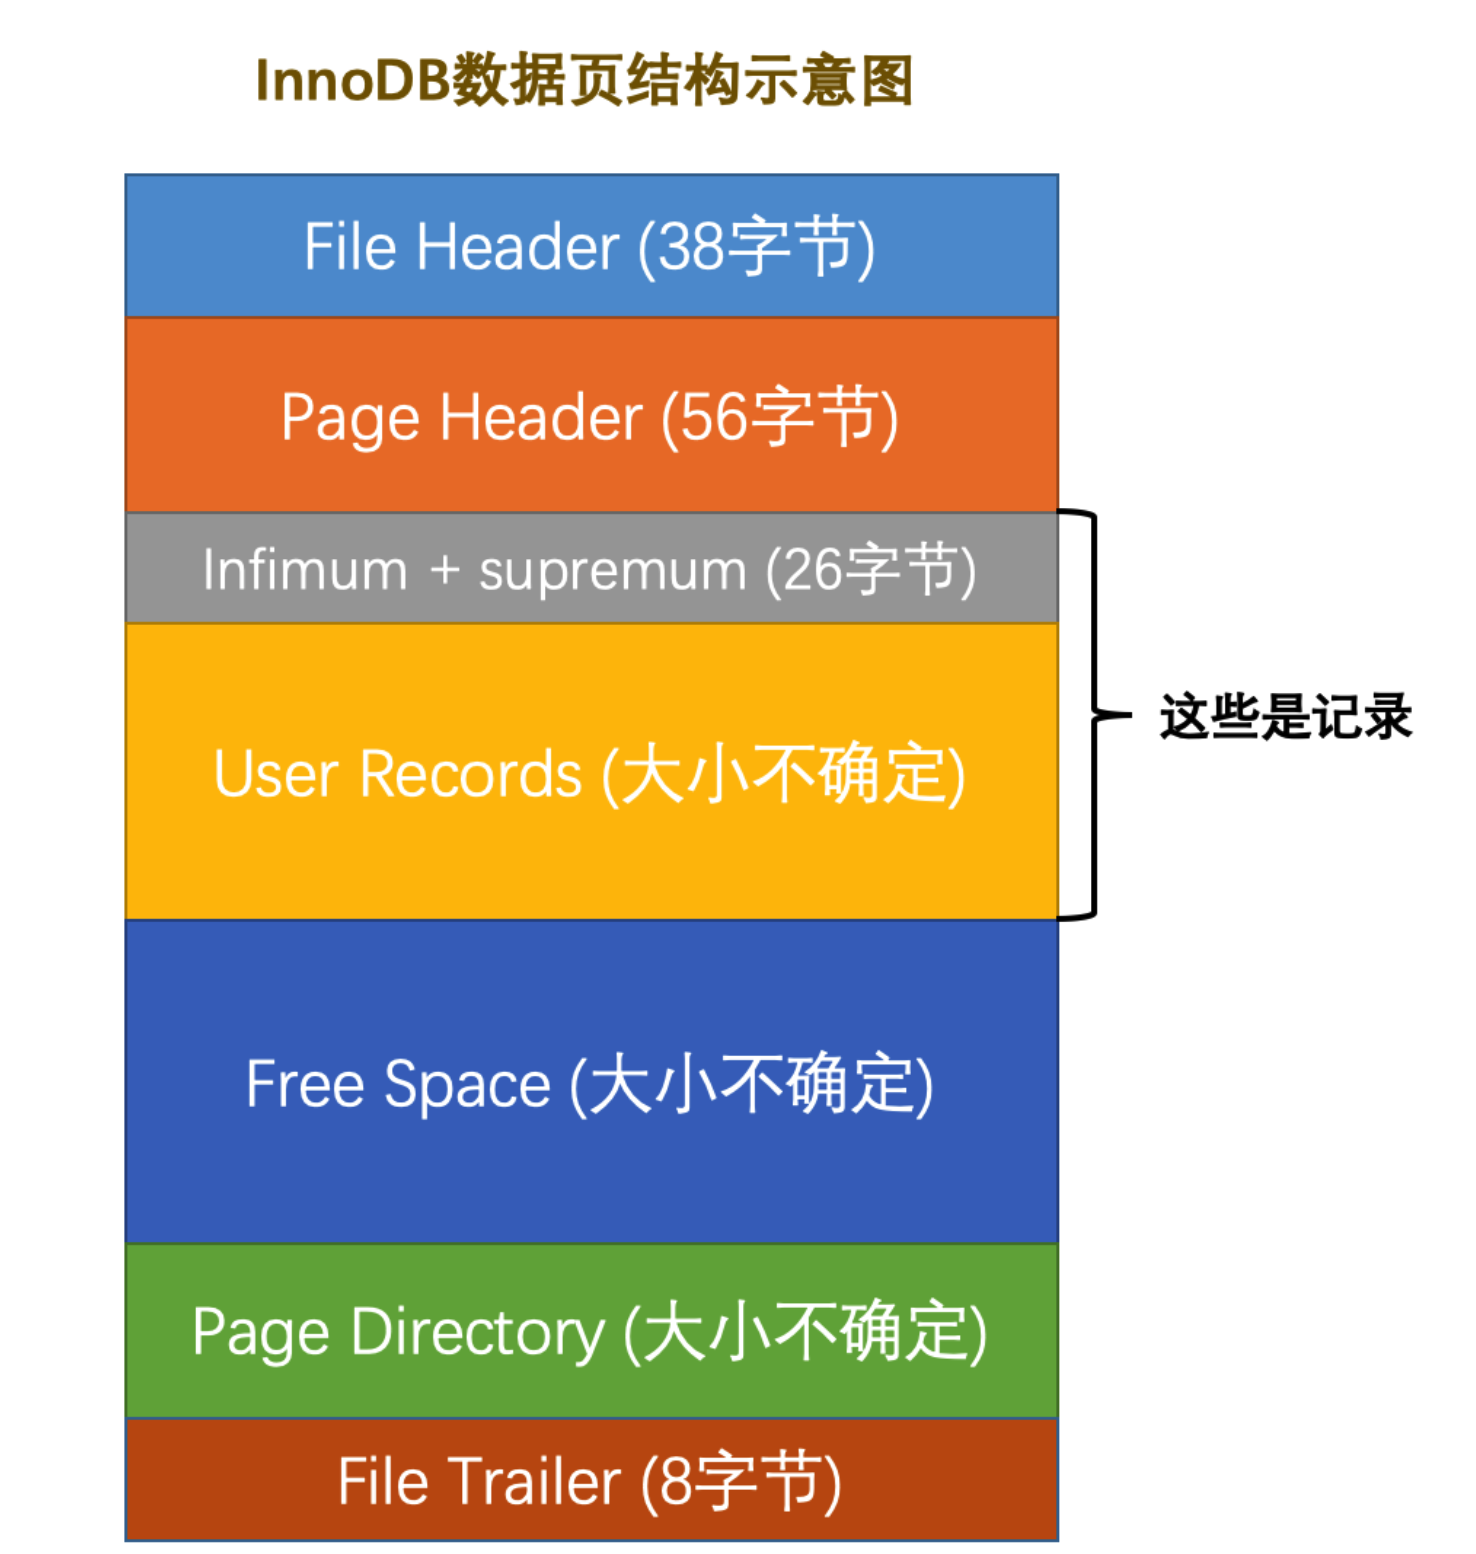 InnoDB数据页结构示意图
File Header (38字节)
Page Header (56字节)
Infimum + supremum (26字节)
User Records (大小不确定)
这些是记录
Free Space (大小不确定)
Page Directory (大小不确定)
File Trailer (8字节)